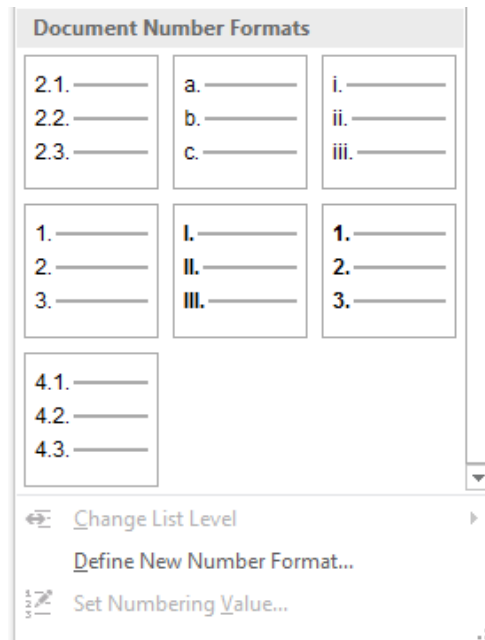 Document Number Formats
2.1. a. i.
2.2. b. ii.
2.3. c. iii.
1. I. 1.
2. II. 2.
3. III. 3.
4.1.
4.2.
4.3.
Change List Level
Define New Number Format...
Set Numbering Value...